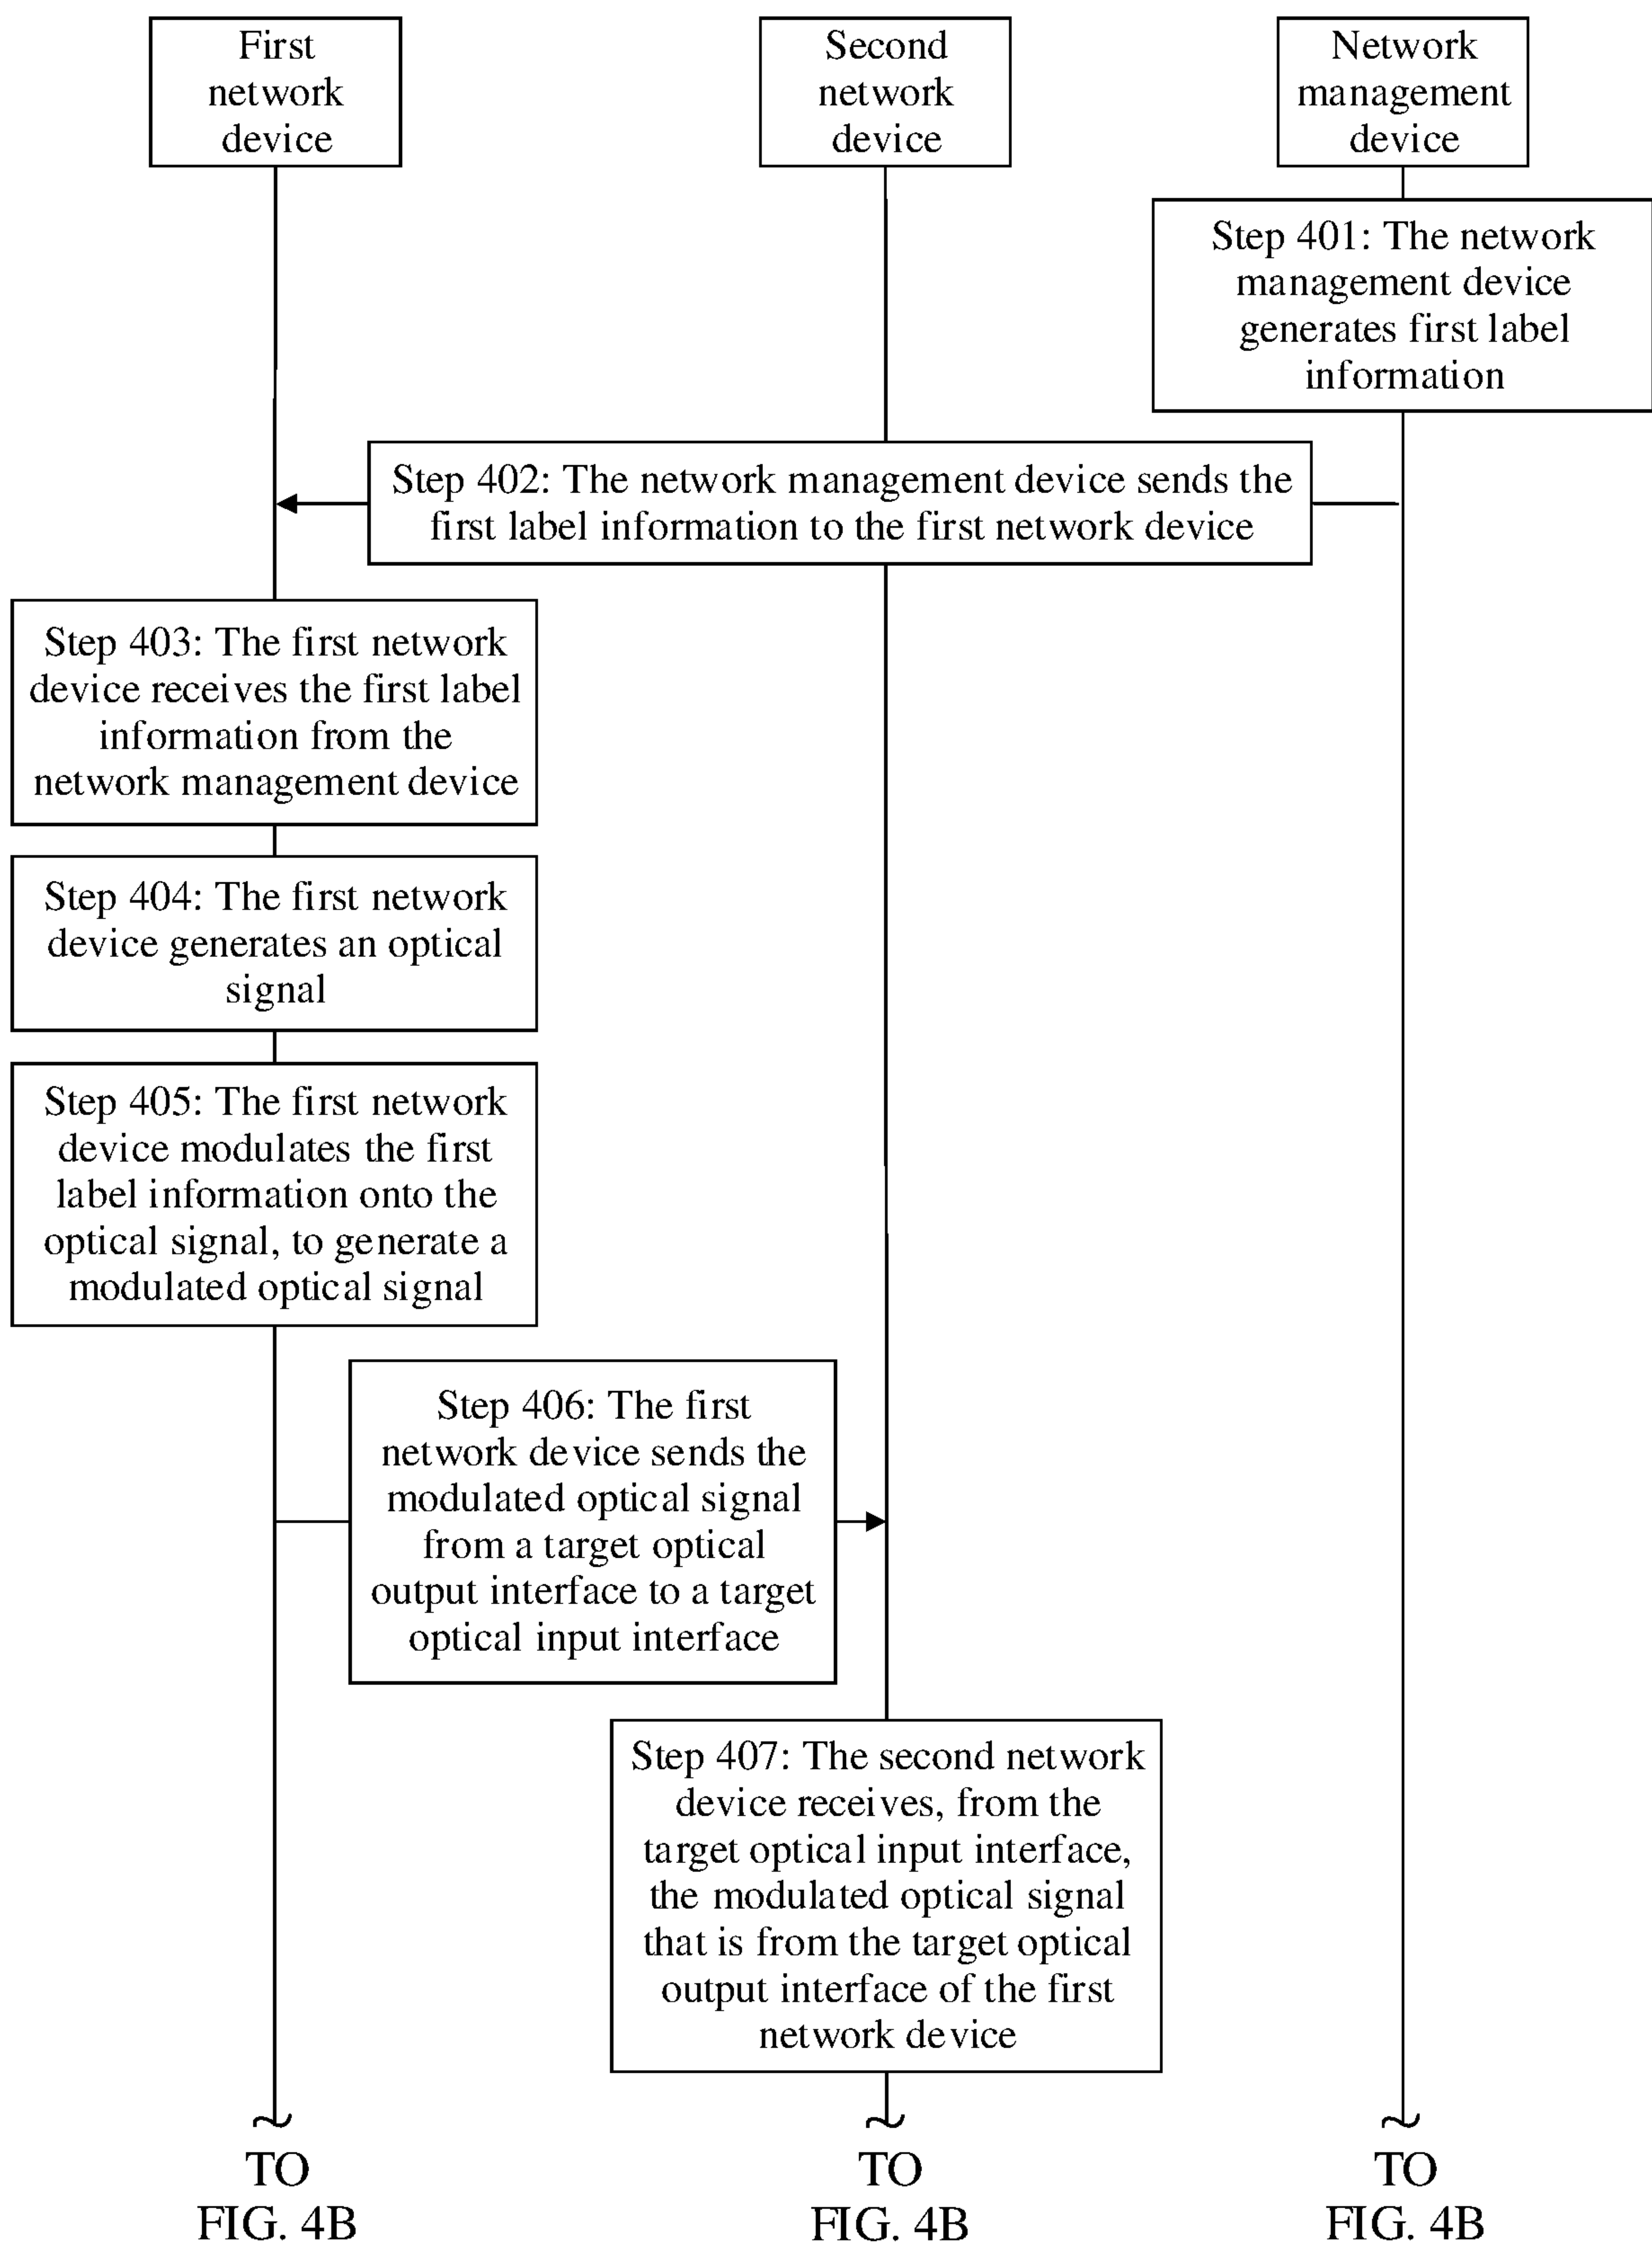 First
network
device
Second
network
device
Network
management
device
Step 401: The network
management device
generates first label
information
Step 402: The network management device sends the
first label information to the first network device
Step 403: The first network
device receives the first label
information from the
network management device
Step 404: The first network
device generates an optical
signal
Step 405: The first network
device modulates the first
label information onto the
optical signal, to generate a
modulated optical signal
Step 406: The first
network device sends the
modulated optical signal
from a target optical
output interface to a target
optical input interface
Step 407: The second network
device receives, from the
target optical input interface,
the modulated optical signal
that is from the target optical
output interface of the first
network device
TO
FIG. 4B
TO
FIG. 4B
TO
FIG. 4B